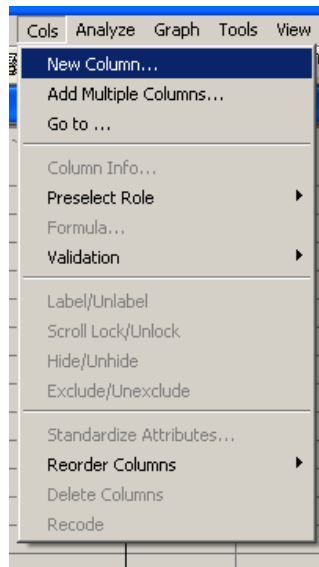 Cols Analyze Graph Tools View
New Column...
Add Multiple Columns...
Go to ...
Column Info...
Preselect Role
Formula...
Validation
Label/Unlabel
Scroll Lock/Unlock
Hide/Unhide
Exclude/Unexclude
Standardize Attributes...
Reorder Columns
Delete Columns
Recode